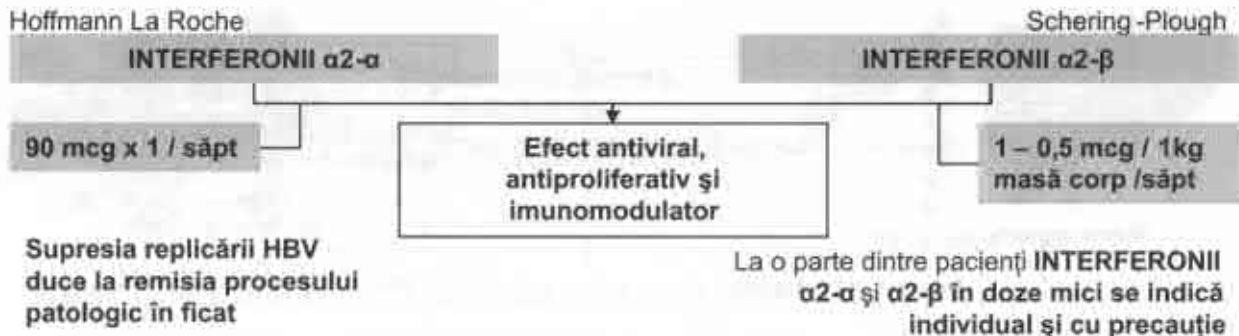 Hoffmann La Roche
Schering -Plough
INTERFERONII α2-α
INTERFERONII α2-β
90 mcg x 1 / săpt
Efect antiviral,
antiproliferativ şi
imunomodulator
1 – 0,5 mcg / 1kg
masă corp /săpt
Supresia replicării HBV
duce la remisia procesului
patologic în ficat
La o parte dintre pacienţi INTERFERONII
α2-α şi α2-β în doze mici se indică
individual şi cu precauţie